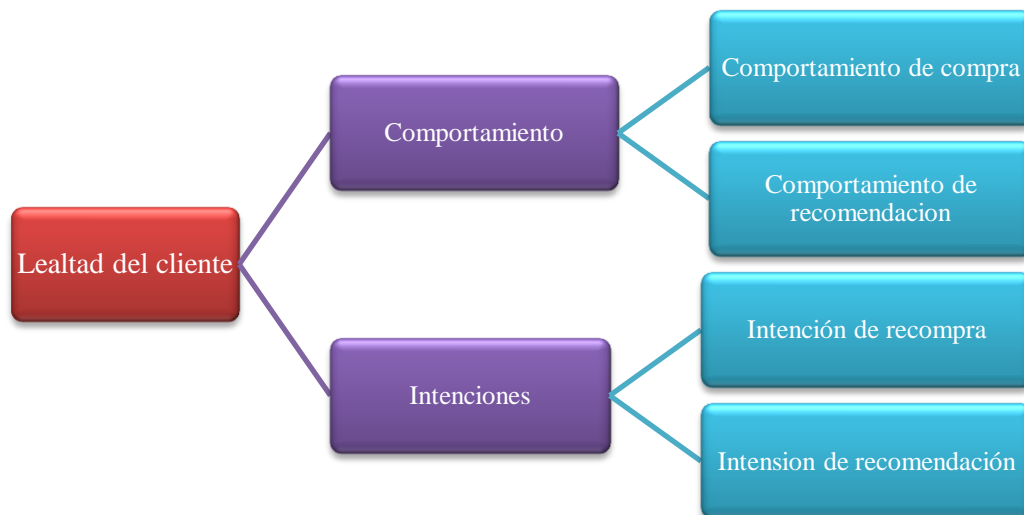 Lealtad del cliente
Comportamiento
Comportamiento de compra
Comportamiento de
recomendacion
Intenciones
Intención de recompra
Intension de recomendación